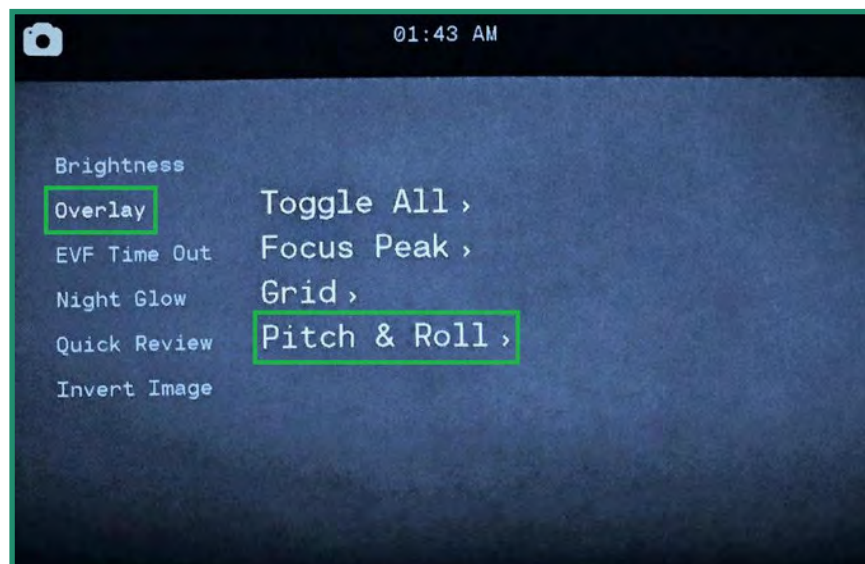 01:43 AM
Brightness
Overlay
EVF Time Out
Night Glow
Quick Review
Invert Image
Toggle All ›
Focus Peak ›
Grid ›
Pitch & Roll ›